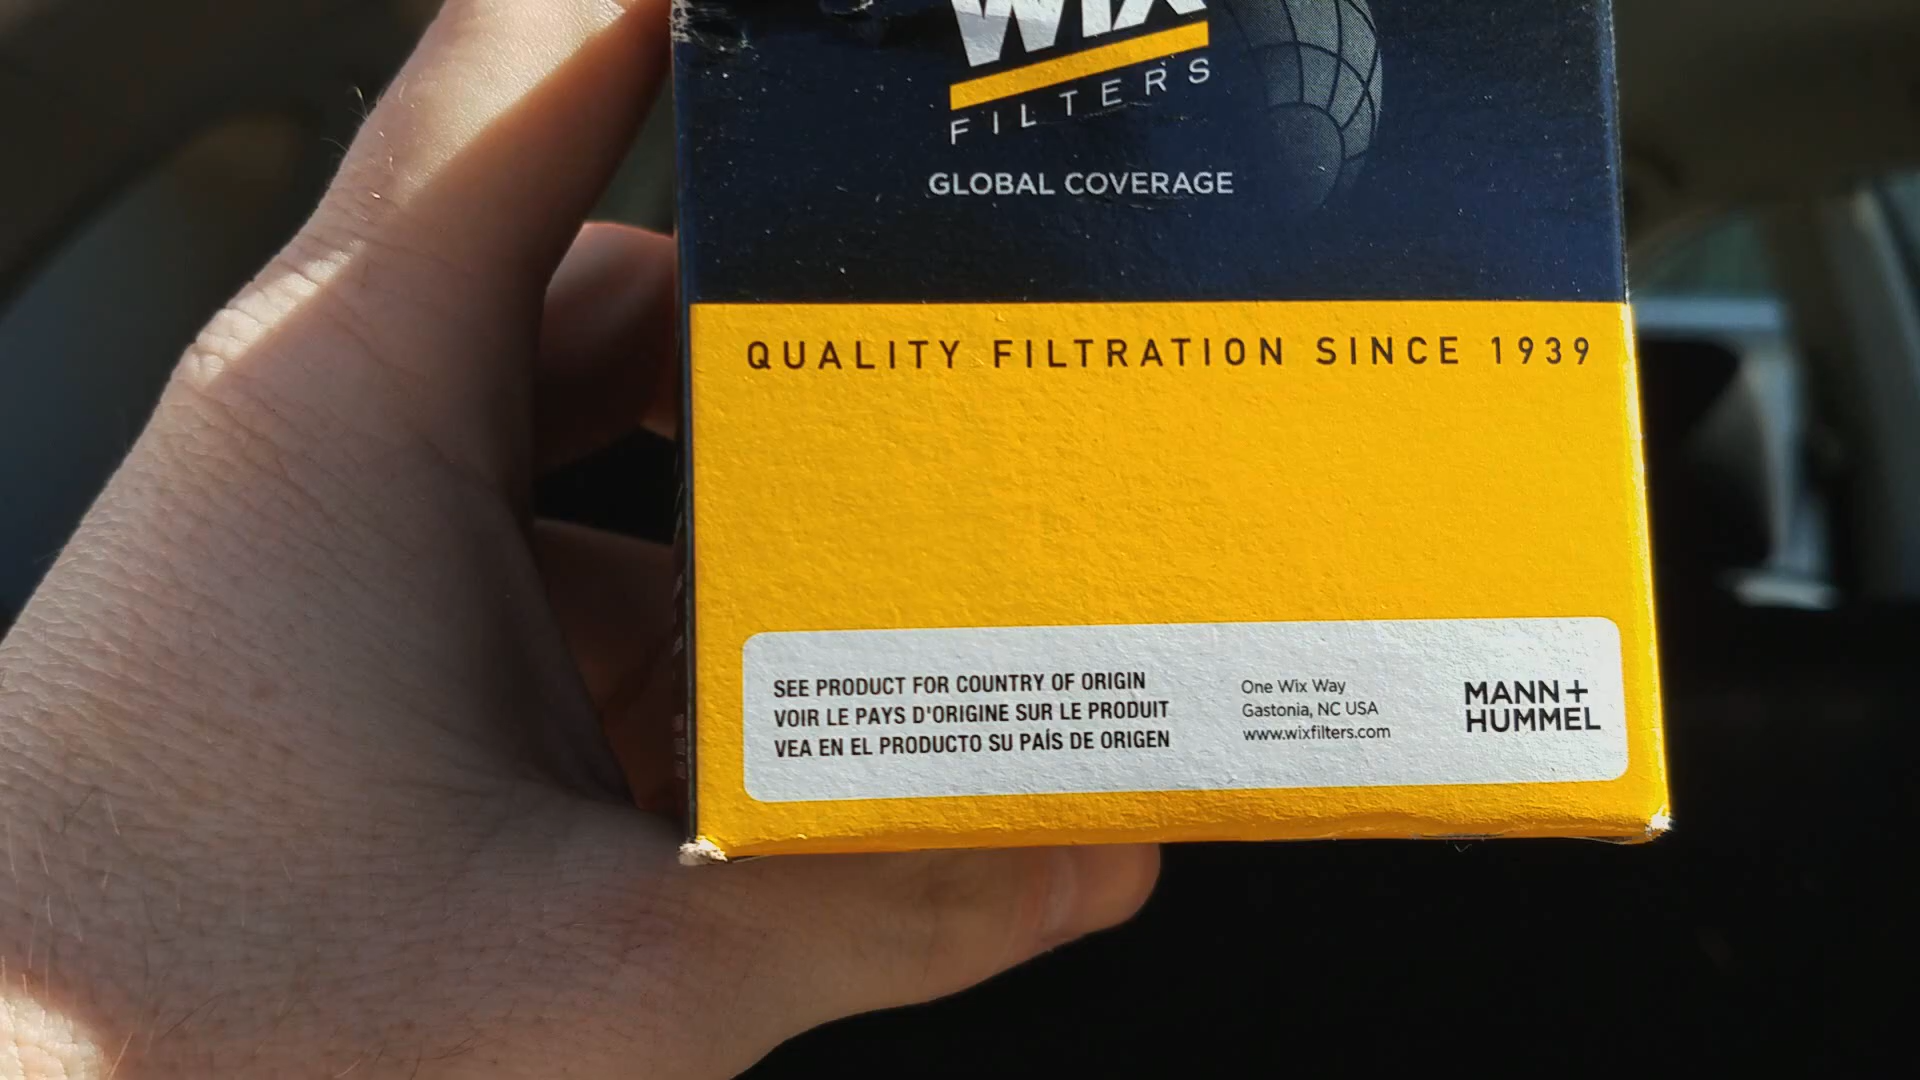 WIX
FILTERS
GLOBAL COVERAGE
QUALITY FILTRATION SINCE 1939
SEE PRODUCT FOR COUNTRY OF ORIGIN
VOIR LE PAYS D'ORIGINE SUR LE PRODUIT
VEA EN EL PRODUCTO SU PAÍS DE ORIGEN
One Wix Way
Gastonia, NC USA
www.wixfilters.com
MANN+
HUMMEL